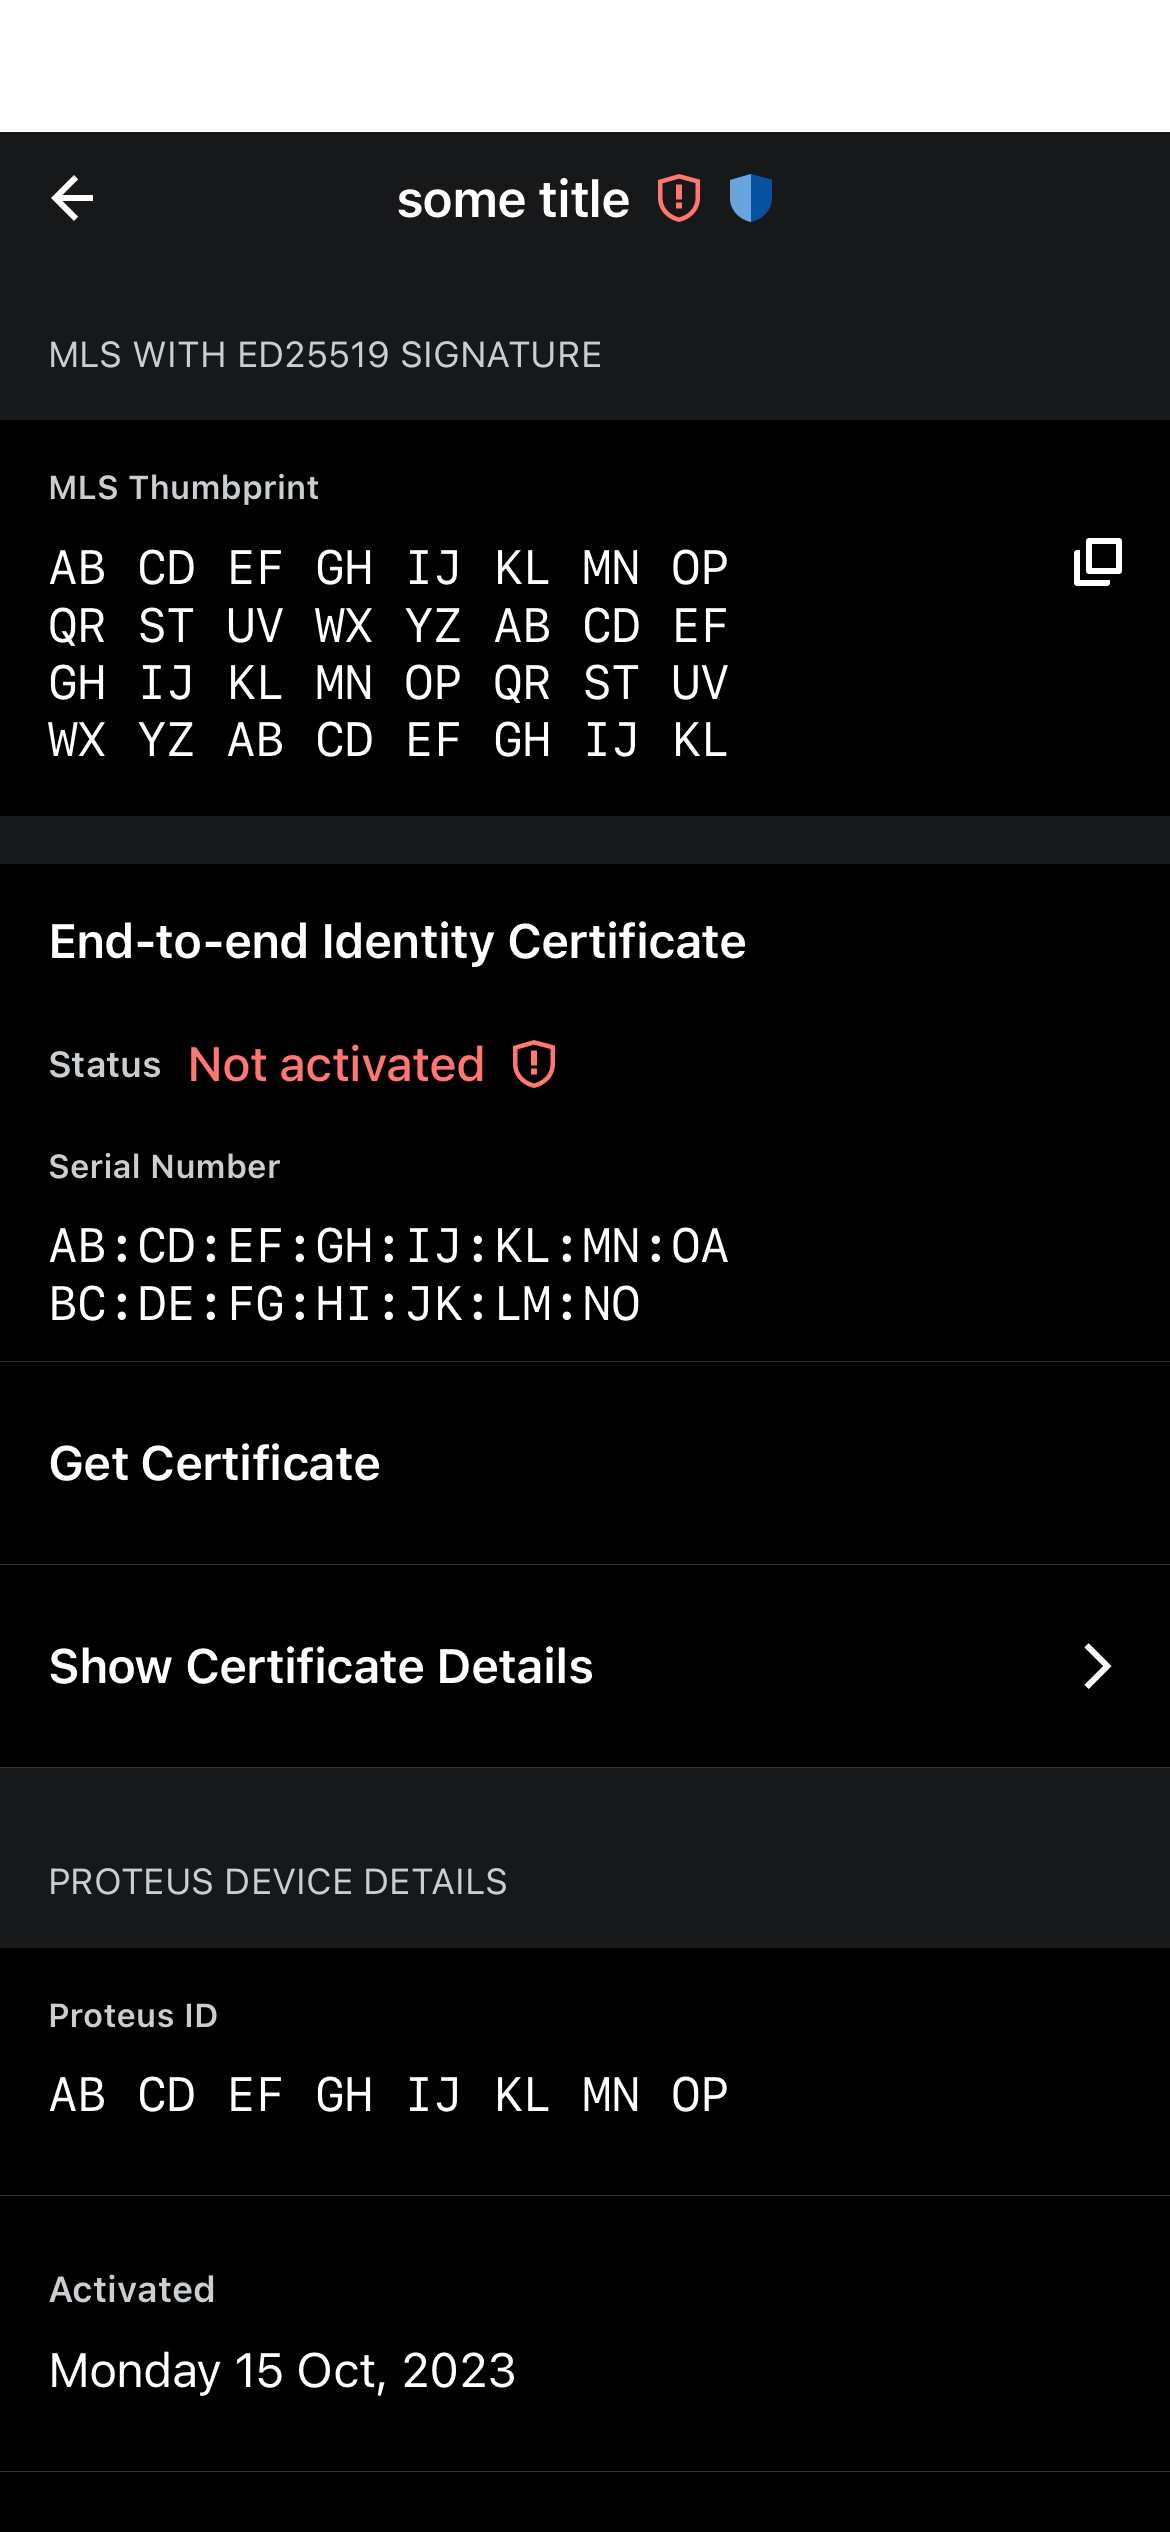 some title
MLS WITH ED25519 SIGNATURE
MLS Thumbprint
AB CD EF GH IJ KL MN OP
QR ST UV WX YZ AB CD EF
GH IJ KL MN OP QR ST UV
WX YZ AB CD EF GH IJ KL
End-to-end Identity Certificate
Status Not activated
Serial Number
AB:CD:EF:GH:IJ:KL:MN:OA
BC:DE:FG:HI:JK:LM:NO
Get Certificate
Show Certificate Details
PROTEUS DEVICE DETAILS
Proteus ID
AB CD EF GH IJ KL MN OP
Activated
Monday 15 Oct, 2023